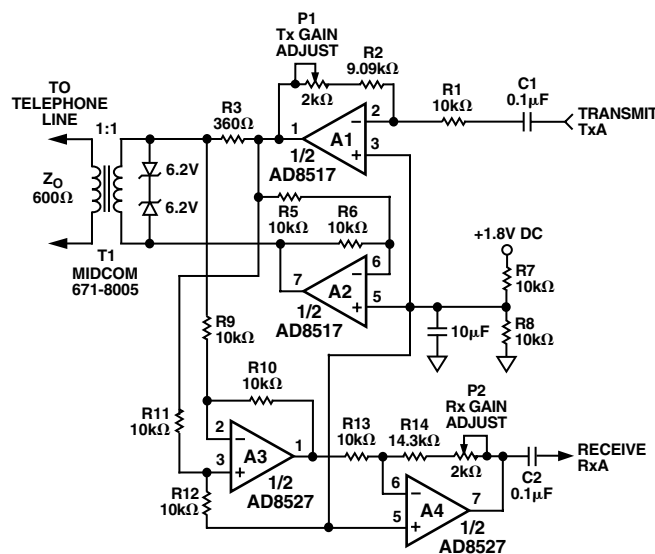 P1
Tx GAIN
ADJUST
2kΩ
R2
9.09kΩ
R1
10kΩ
C1
0.1µF
TRANSMIT
TxA
TO
TELEPHONE
LINE
1:1
R3
360Ω
1
2
3
A1
1/2
AD8517
ZO
600Ω
6.2V
6.2V
T1
MIDCOM
671-8005
R5
10kΩ
R6
10kΩ
7
6
5
A2
1/2
AD8517
+1.8V DC
R7
10kΩ
R8
10kΩ
10µF
R9
10kΩ
R10
10kΩ
R11
10kΩ
R12
10kΩ
2
3
1
A3
1/2
AD8527
R13
10kΩ
R14
14.3kΩ
P2
Rx GAIN
ADJUST
2kΩ
6
5
7
A4
1/2
AD8527
C2
0.1µF
RECEIVE
RxA